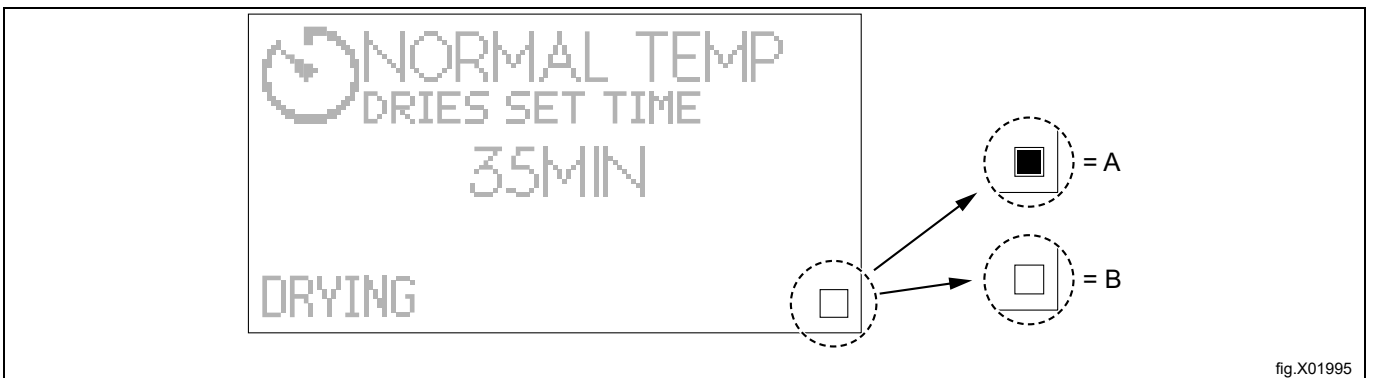 NORMAL TEMP
DRIES SET TIME
35MIN
= A
= B
DRYING
fig.X01995